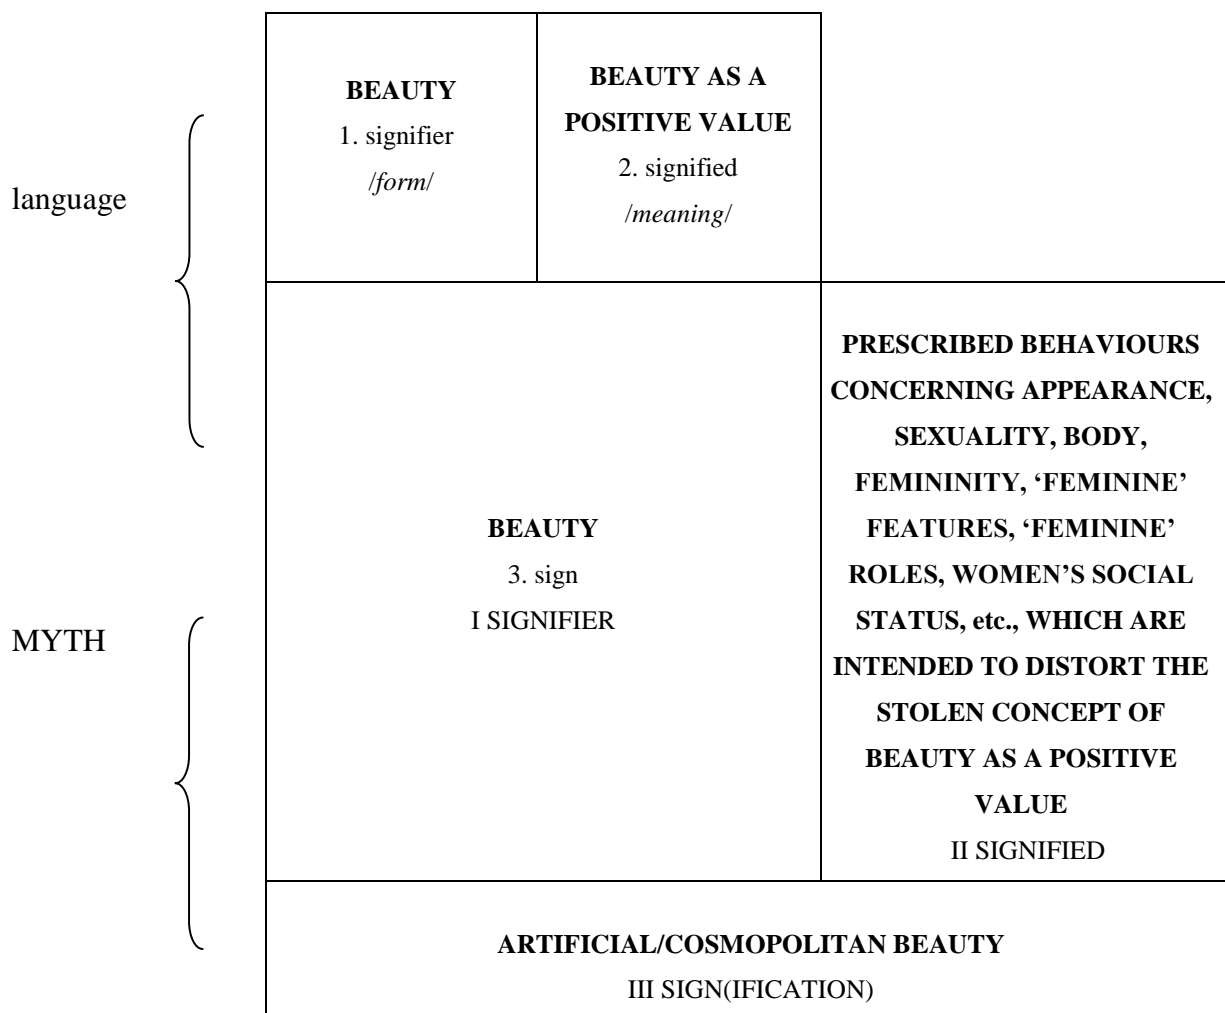 BEAUTY
1. signifier
/form/
BEAUTY AS A
POSITIVE VALUE
2. signified
/meaning/
language
BEAUTY
3. sign
I SIGNIFIER
PRESCRIBED BEHAVIOURS
CONCERNING APPEARANCE,
SEXUALITY, BODY,
FEMININITY, ‘FEMININE’
FEATURES, ‘FEMININE’
ROLES, WOMEN’S SOCIAL
STATUS, etc., WHICH ARE
INTENDED TO DISTORT THE
STOLEN CONCEPT OF
BEAUTY AS A POSITIVE
VALUE
II SIGNIFIED
MYTH
ARTIFICIAL/COSMOPOLITAN BEAUTY
III SIGN(IFICATION)